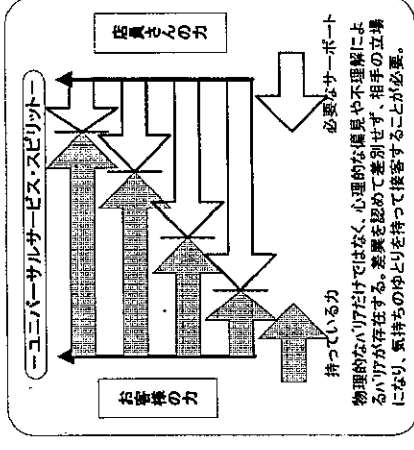 －ユニバーサルサービス・スピリット－
お客様の力
店員さんの力
持っている力
必要なサーポート
物理的なバリアだけではなく、心理的な偏見や不理解によ
るバリアが存在する。差異を認めて差別せず、相手の立場
になり、気持ちのゆとりを持って接客することが必要。